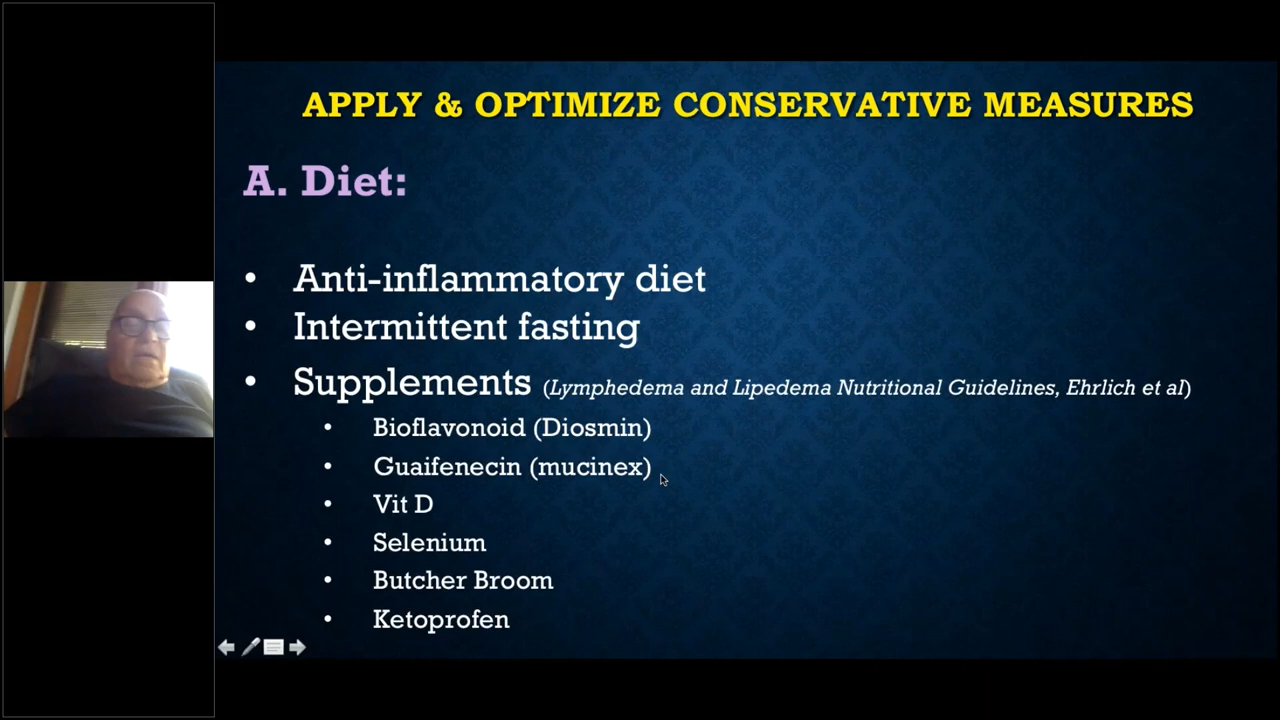 APPLY & OPTIMIZE CONSERVATIVE MEASURES
A. Diet:
• Anti-inflammatory diet
• Intermittent fasting
• Supplements (Lymphedema and Lipedema Nutritional Guidelines, Ehrlich et al)
• Bioflavonoid (Diosmin)
• Guaifenecin (mucinex)
• Vit D
• Selenium
• Butcher Broom
• Ketoprofen